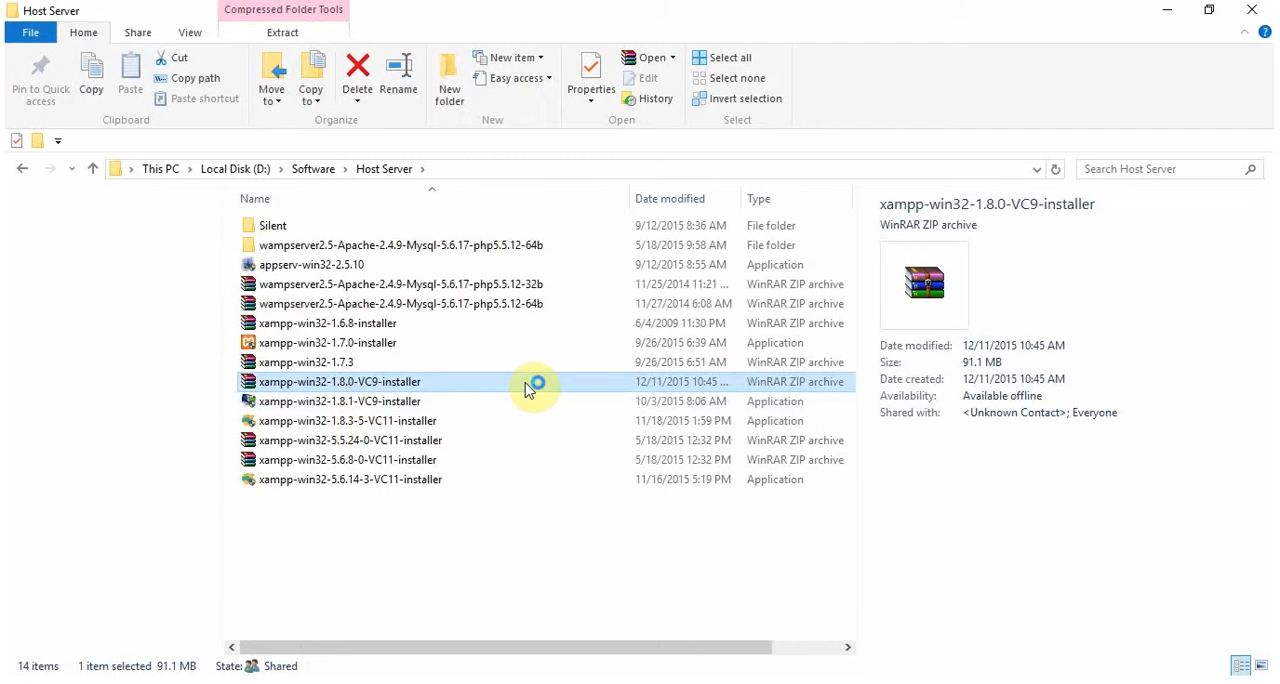 Host Server
Compressed Folder Tools
File Home Share View Extract
Pin to Quick access
Copy
Paste
Cut
Copy path
Paste shortcut
Clipboard
Move to
Copy to
Delete
Rename
Organize
New folder
New item
Easy access
New
Properties
Open
Edit
History
Open
Select all
Select none
Invert selection
Select
This PC Local Disk (D:) Software Host Server
Search Host Server
Name Date modified Type
Silent 9/12/2015 8:36 AM File folder
wampserver2.5-Apache-2.4.9-Mysql-5.6.17-php5.5.12-64b 5/18/2015 9:58 AM File folder
appserv-win32-2.5.10 9/12/2015 8:55 AM Application
wampserver2.5-Apache-2.4.9-Mysql-5.6.17-php5.5.12-32b 11/25/2014 11:21 ... WinRAR ZIP archive
wampserver2.5-Apache-2.4.9-Mysql-5.6.17-php5.5.12-64b 11/27/2014 6:08 AM WinRAR ZIP archive
xampp-win32-1.6.8-installer 6/4/2009 11:30 PM WinRAR ZIP archive
xampp-win32-1.7.0-installer 9/26/2015 6:39 AM Application
xampp-win32-1.7.3 9/26/2015 6:51 AM WinRAR ZIP archive
xampp-win32-1.8.0-VC9-installer 12/11/2015 10:45 ... WinRAR ZIP archive
xampp-win32-1.8.1-VC9-installer 10/3/2015 8:06 AM Application
xampp-win32-1.8.3-5-VC11-installer 11/18/2015 1:59 PM Application
xampp-win32-5.5.24-0-VC11-installer 5/18/2015 12:32 PM WinRAR ZIP archive
xampp-win32-5.6.8-0-VC11-installer 5/18/2015 12:32 PM WinRAR ZIP archive
xampp-win32-5.6.14-3-VC11-installer 11/16/2015 5:19 PM Application
xampp-win32-1.8.0-VC9-installer
WinRAR ZIP archive
Date modified: 12/11/2015 10:45 AM
Size: 91.1 MB
Date created: 12/11/2015 10:45 AM
Availability: Available offline
Shared with: <Unknown Contact>; Everyone
14 items 1 item selected 91.1 MB State: Shared